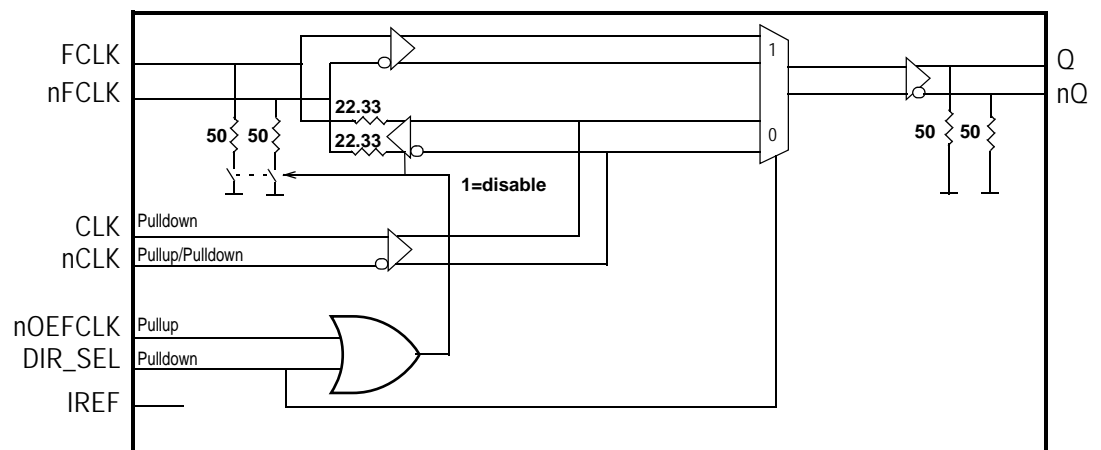 FCLK
nFCLK
1
Q
nQ
22.33
50 50
22.33
0
50 50
1=disable
CLK Pulldown
nCLK Pullup/Pulldown
nOEFCLK Pullup
DIR_SEL Pulldown
IREF